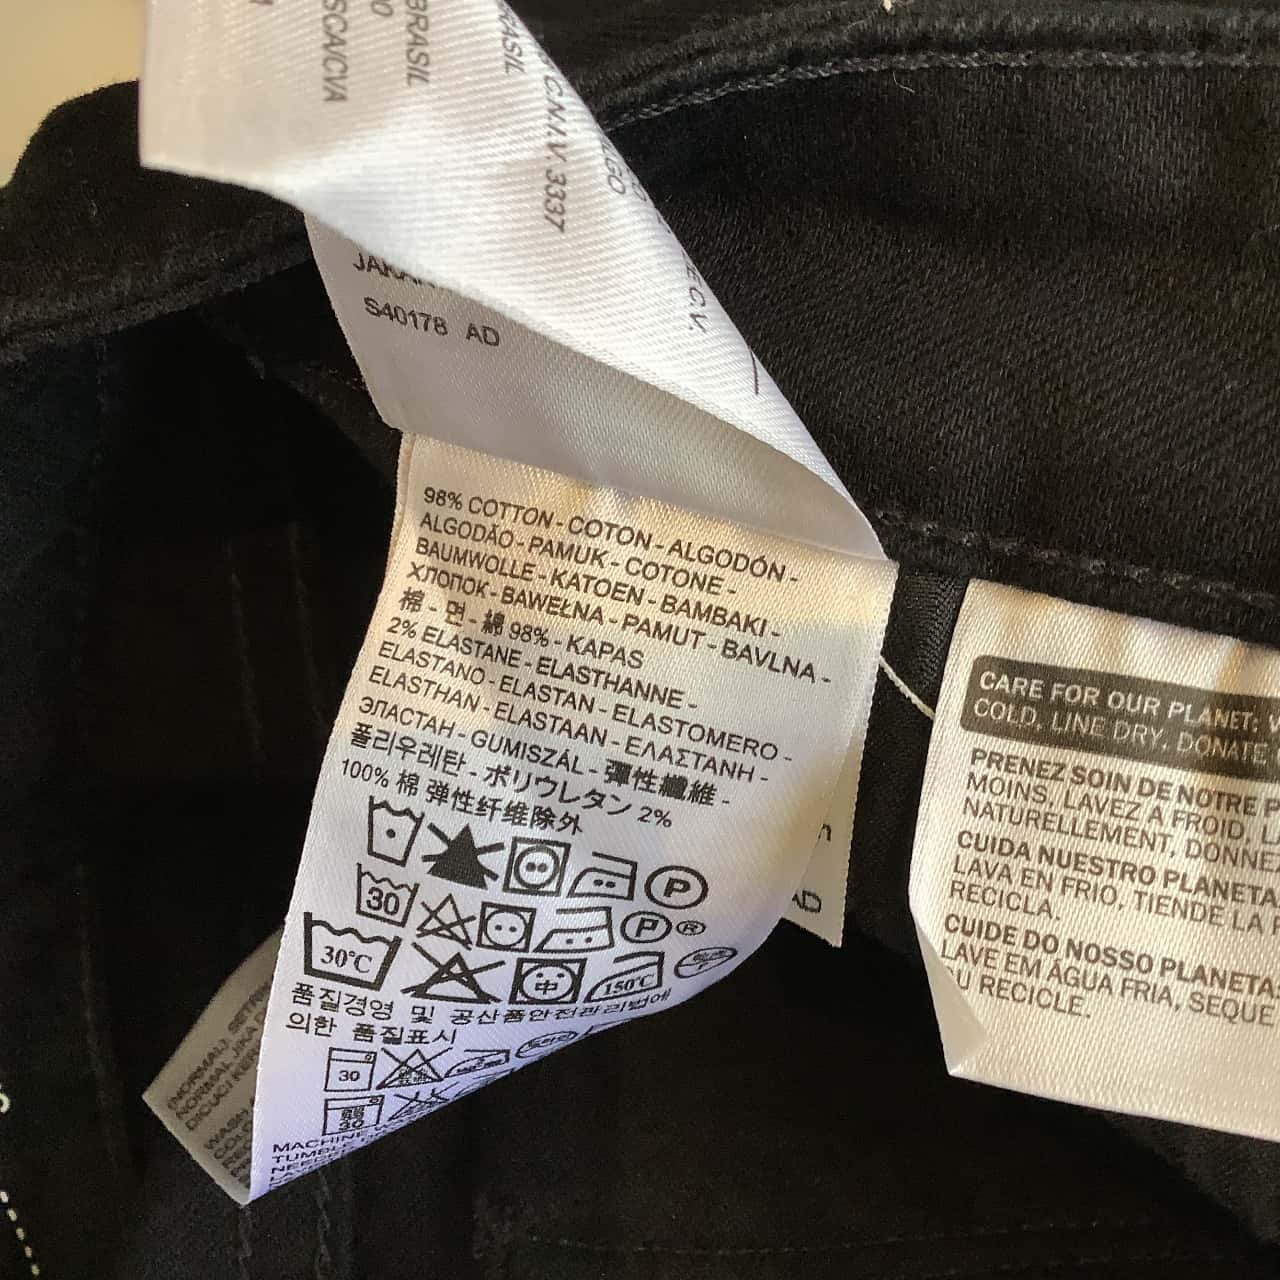 BRASIL
BRASIL
C.N.I.V. 3337
S40178 AD
98% COTTON - COTON - ALGODÓN -
ALGODÃO - PAMUK - COTONE -
BAUMWOLLE - KATOEN - BAMBAKI -
ХЛОПОК - BAWEŁNA - PAMUT - BAVLNA -
棉 - 면 - 綿 98% - KAPAS
2% ELASTANE - ELASTHANNE -
ELASTANO - ELASTAN - ELASTOMERO -
ELASTHAN - ELASTAAN - ΕΛΑΣΤΑΝΗ -
ЭЛАСТАН - GUMISZÁL - 彈性纖維 -
폴리우레탄 - ポリウレタン 2%
100% 棉 弹性纤维除外
P
30
P ®
30℃
中
150℃
품질경영 및 공산품안전관리법에
의한 품질표시
30
30
MACHINE
TUMBLE
AD
CARE FOR OUR PLANET:
COLD, LINE DRY, DONATE
PRENEZ SOIN DE NOTRE
MOINS, LAVEZ À FROID,
NATURELLEMENT, DONNEZ
CUIDA NUESTRO PLANETA
LAVA EN FRIO, TIENDE LA
RECICLA.
CUIDE DO NOSSO PLANETA
LAVE EM ÁGUA FRIA, SEQUE
OU RECICLE.